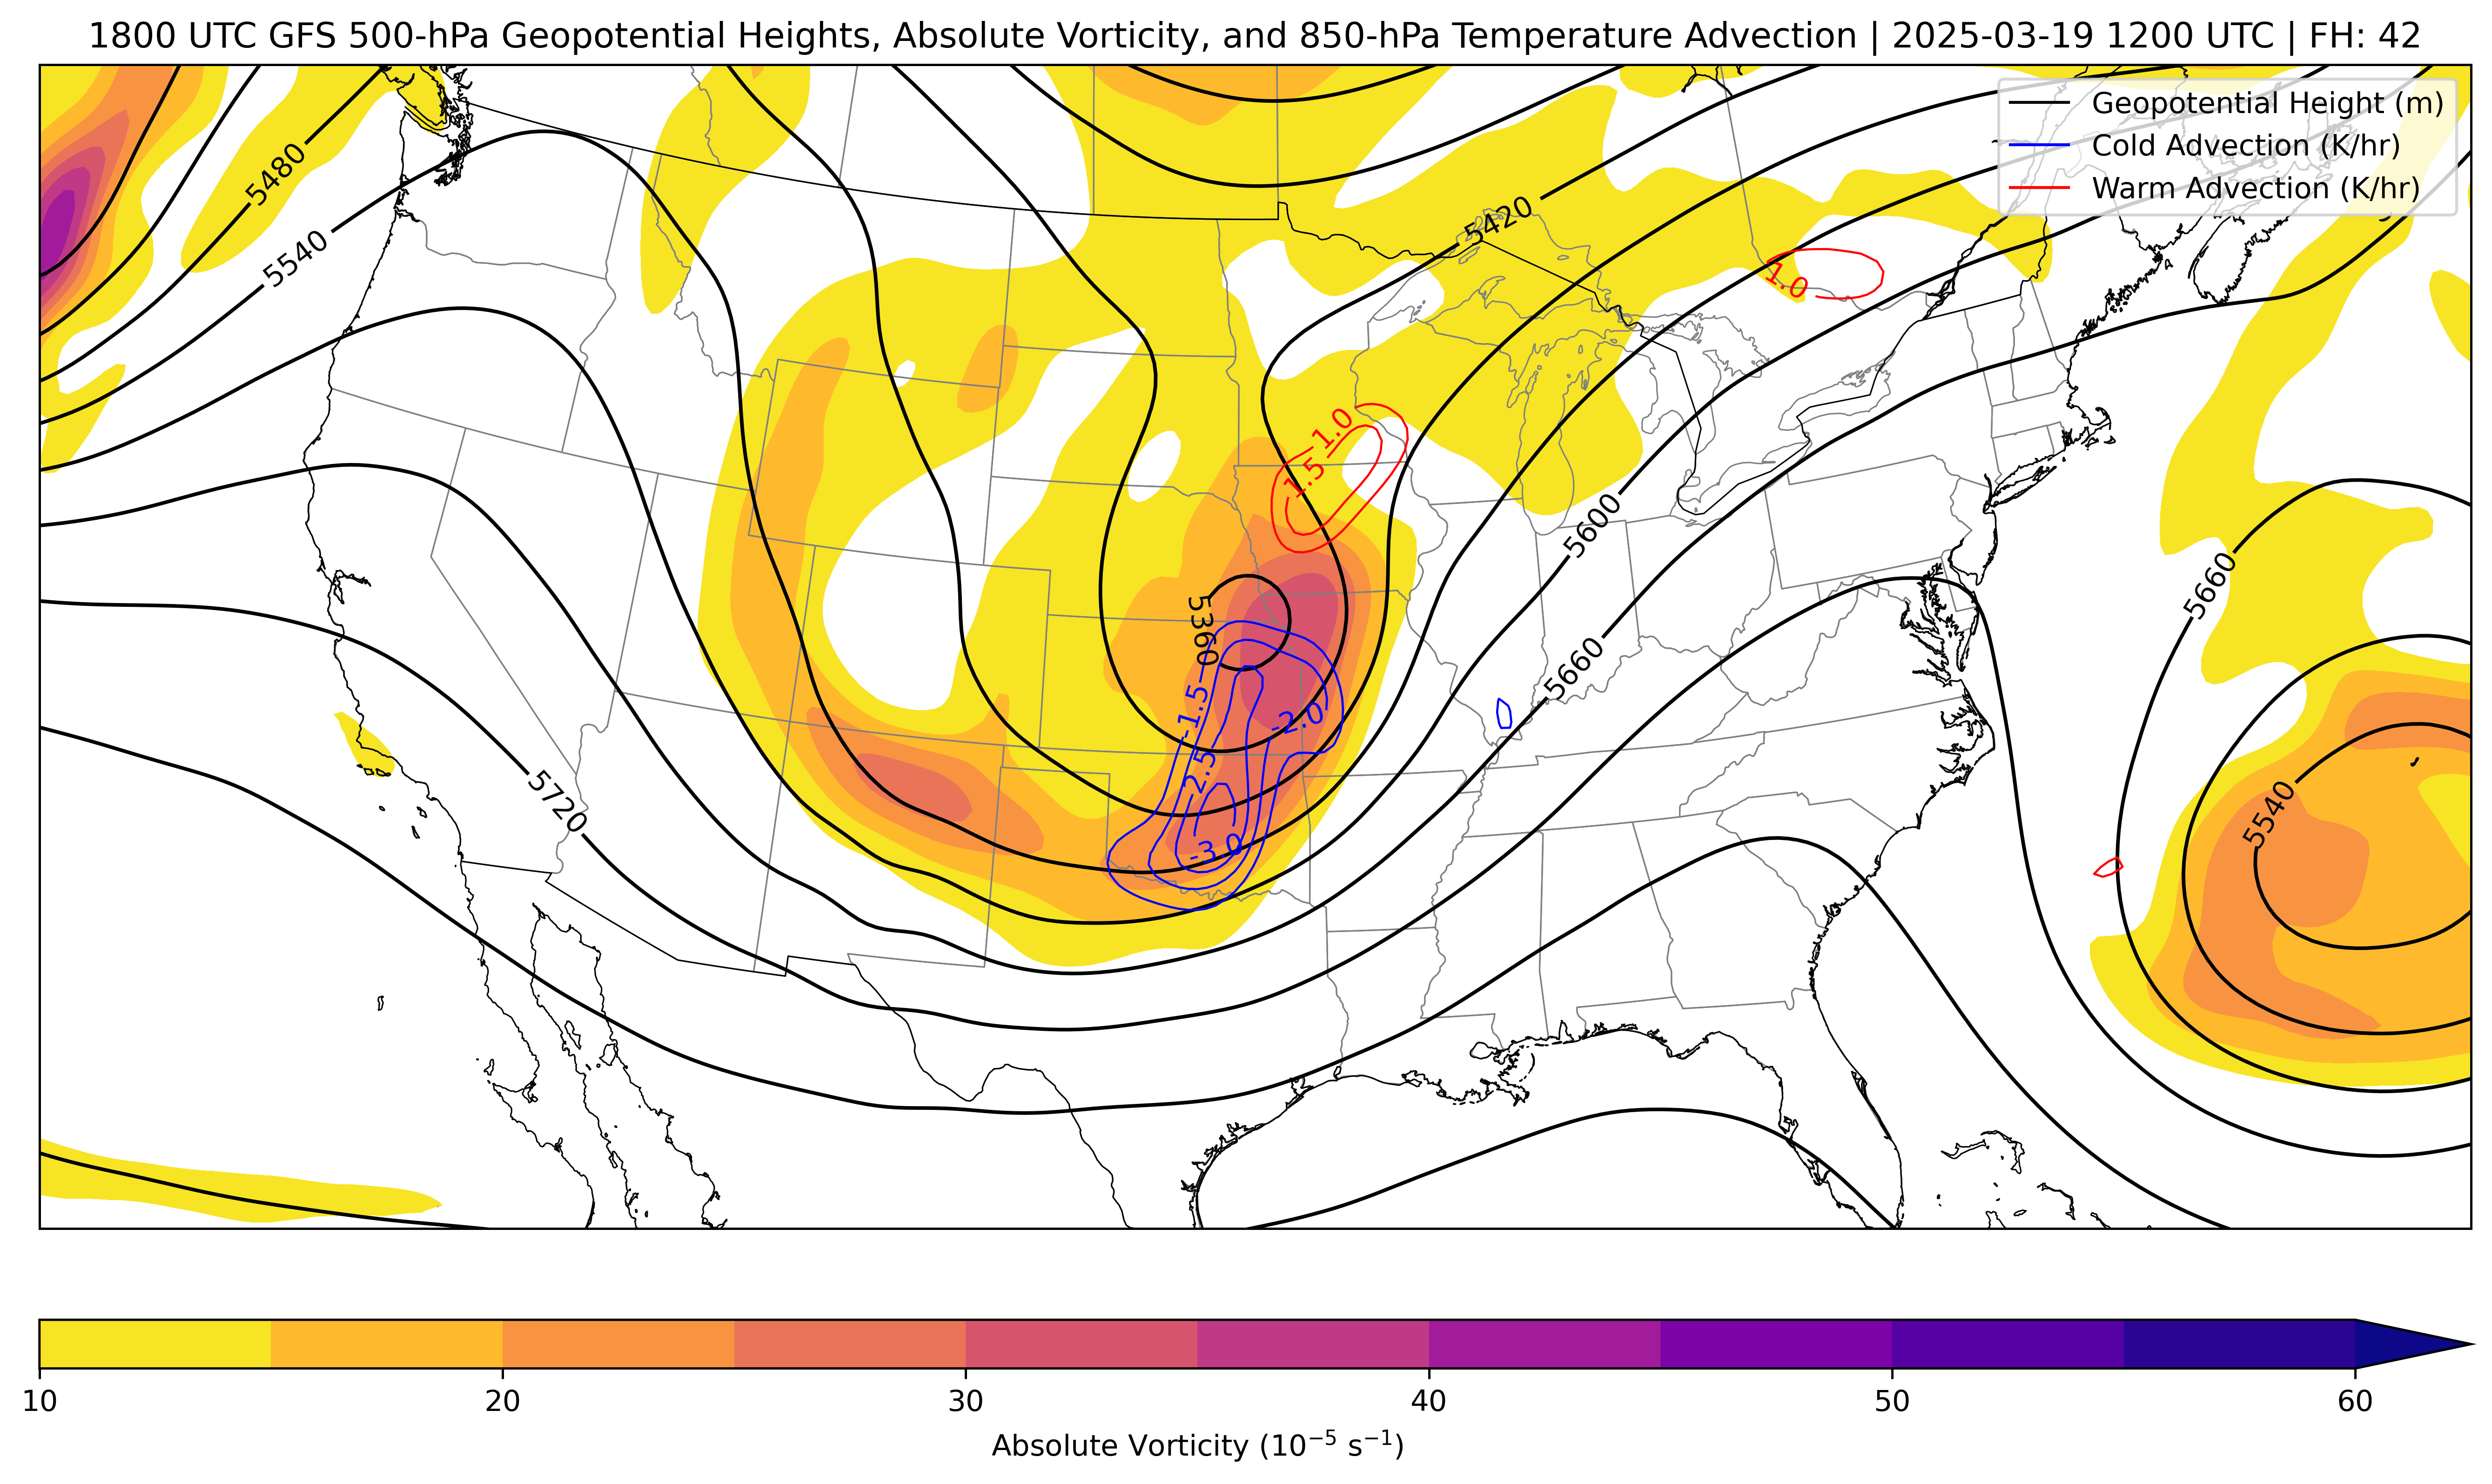 1800 UTC GFS 500-hPa Geopotential Heights, Absolute Vorticity, and 850-hPa Temperature Advection | 2025-03-19 1200 UTC | FH: 42
Geopotential Height (m)
Cold Advection (K/hr)
Warm Advection (K/hr)
5480
5540
5420
1.0
1.0
1.5
5600
5660
5360
-1.5
-2.0
5660
-2.5
5720
5540
-3.0
10 20 30 40 50 60
Absolute Vorticity (10⁻⁵ s⁻¹)